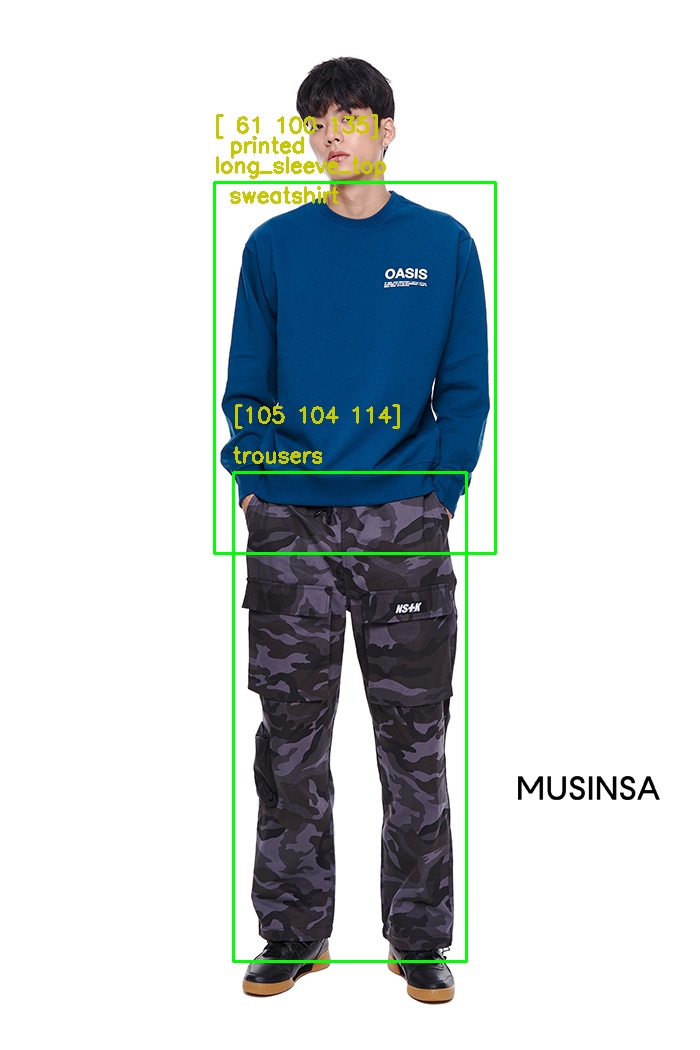 [ 61 100 135]
printed
long_sleeve_top
sweatshirt
OASIS
[105 104 114]
trousers
NS+K
MUSINSA